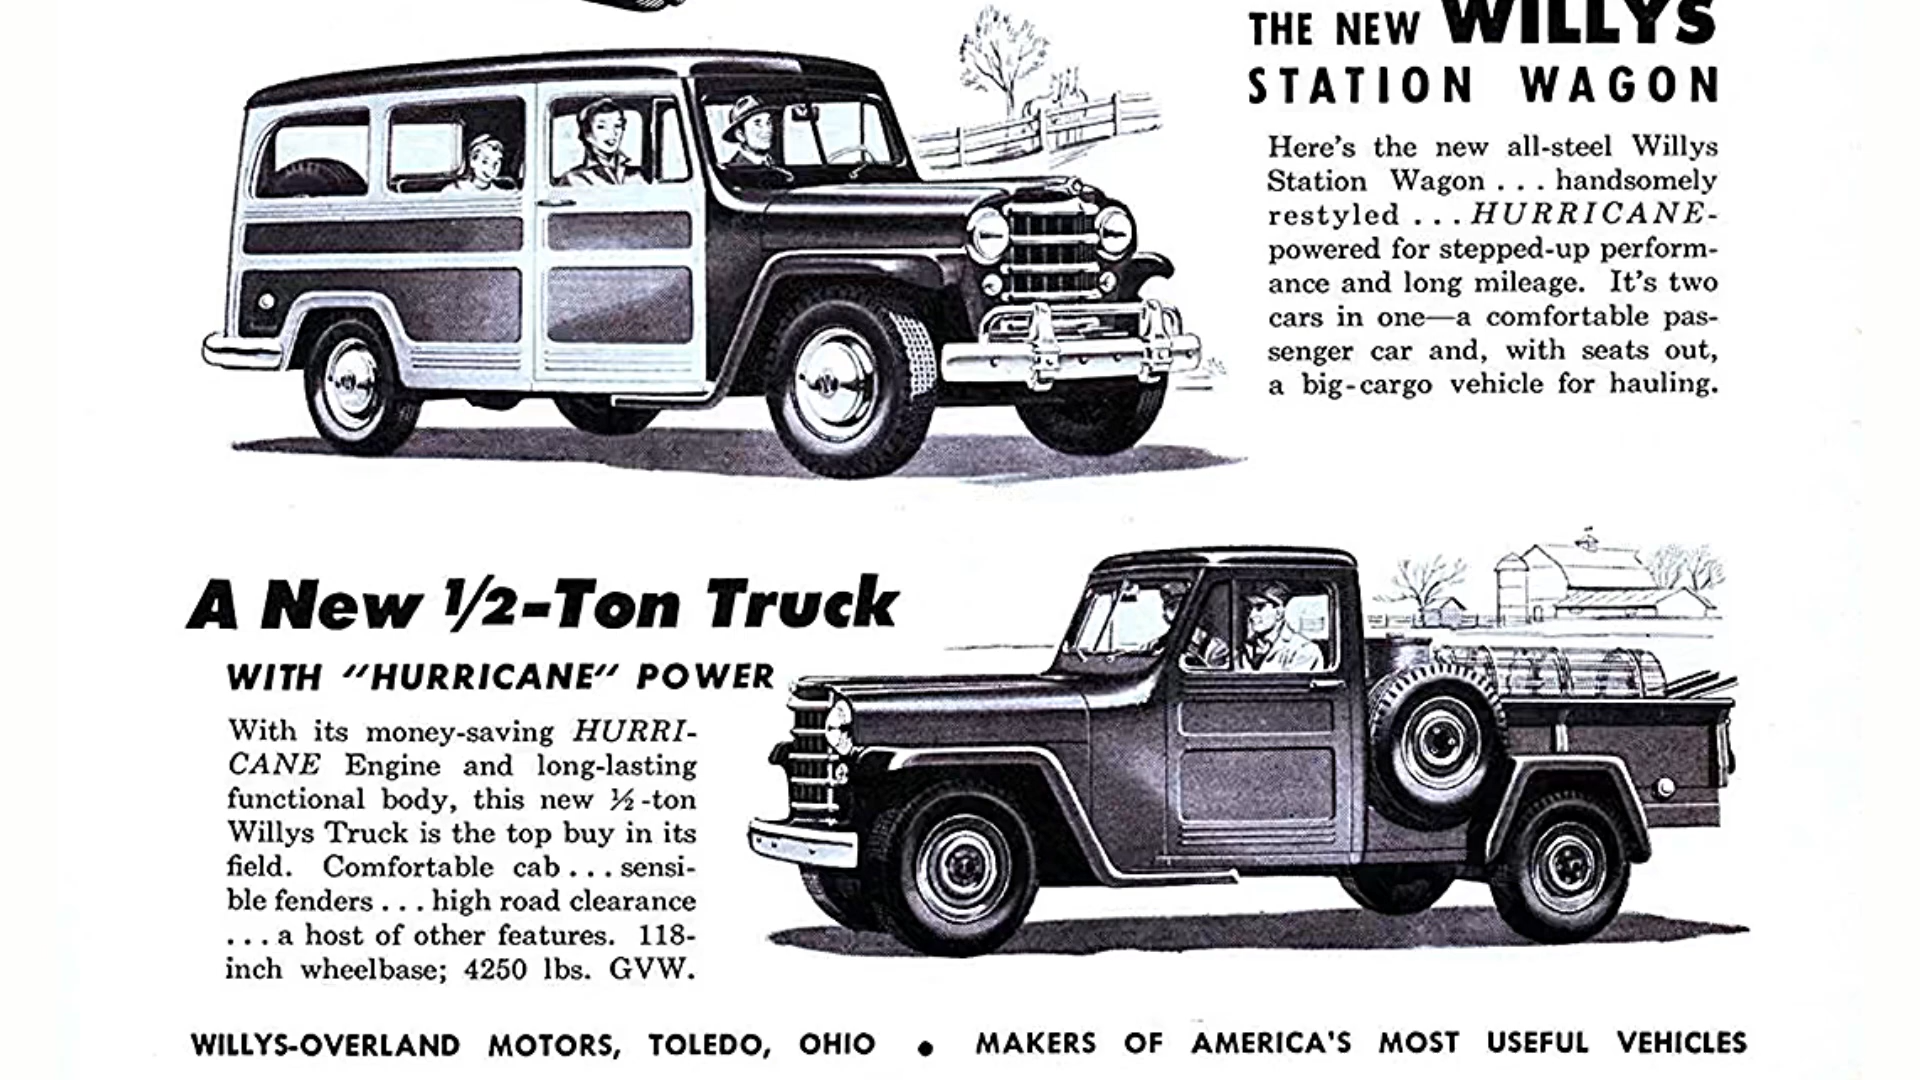 THE NEW WILLYS
STATION WAGON
Here's the new all-steel Willys
Station Wagon . . . handsomely
restyled . . . HURRICANE-
powered for stepped-up perform-
ance and long mileage. It's two
cars in one—a comfortable pas-
senger car and, with seats out,
a big-cargo vehicle for hauling.
A New 1/2-Ton Truck
WITH "HURRICANE" POWER
With its money-saving HURRI-
CANE Engine and long-lasting
functional body, this new ½-ton
Willys Truck is the top buy in its
field. Comfortable cab . . . sensi-
ble fenders . . . high road clearance
. . . a host of other features. 118-
inch wheelbase; 4250 lbs. GVW.
WILLYS-OVERLAND MOTORS, TOLEDO, OHIO • MAKERS OF AMERICA'S MOST USEFUL VEHICLES